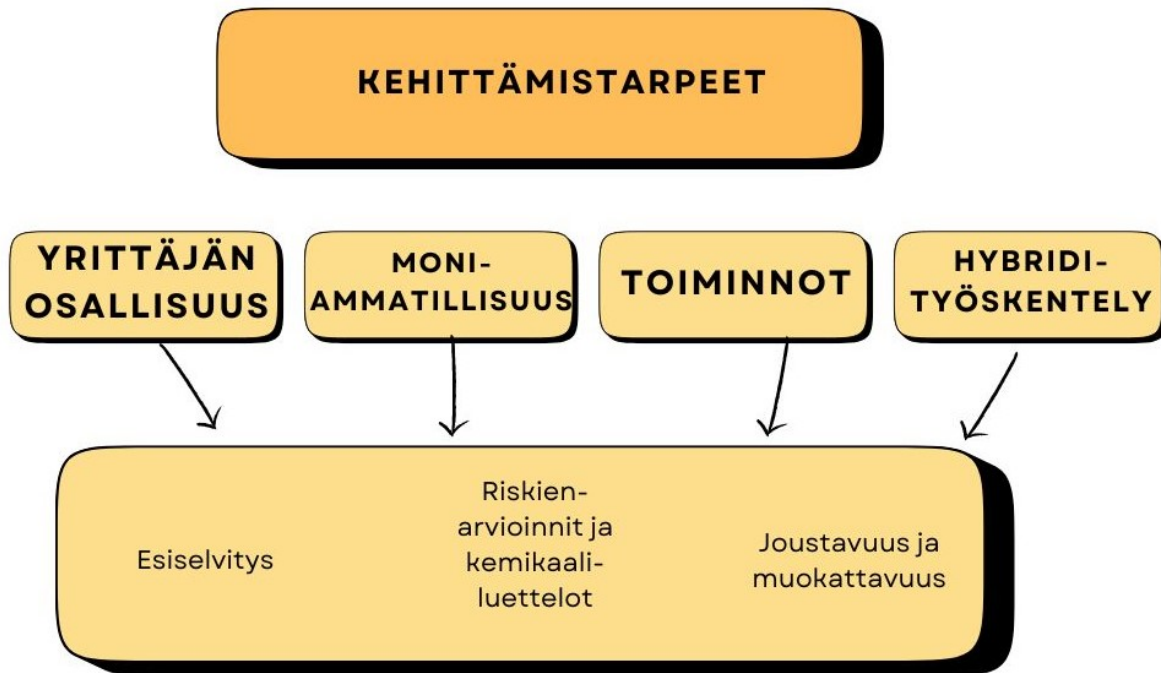 KEHITTÄMISTARPEET
YRITTÄJÄN
OSALLISUUS
MONI-
AMMATILLISUUS
TOIMINNOT
HYBRIDI-
TYÖSKENTELY
Esiselvitys
Riskien-
arvioinnit ja
kemikaali-
luettelot
Joustavuus ja
muokattavuus